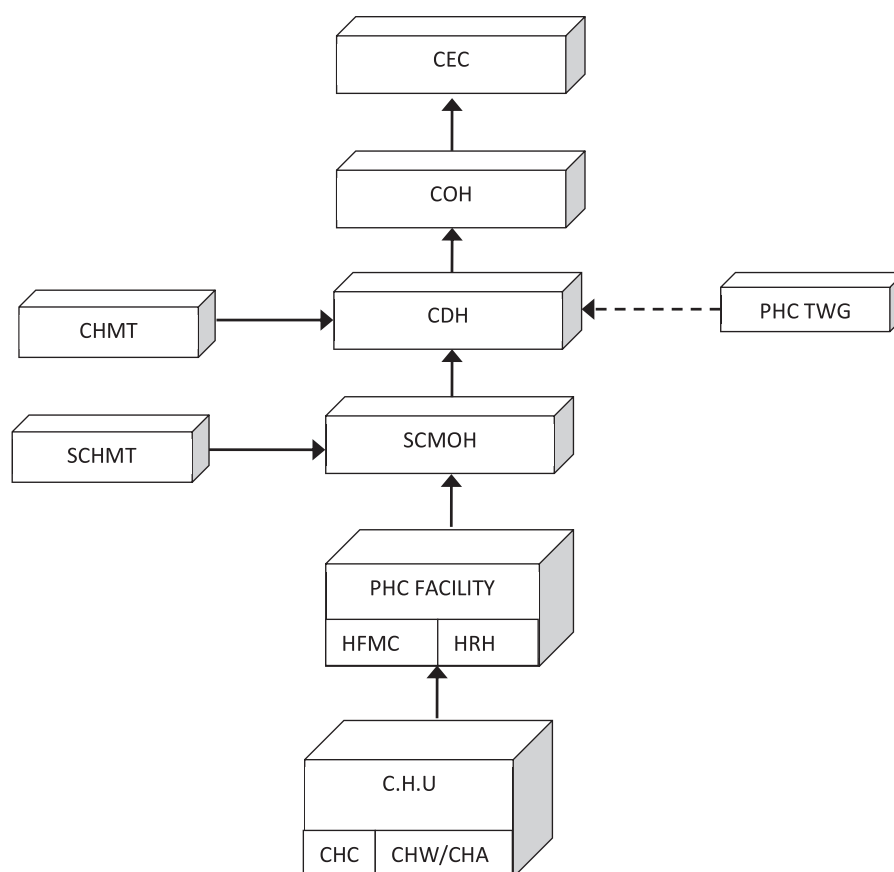 CEC
COH
CHMT
CDH
PHC TWG
SCHMT
SCMOH
PHC FACILITY
HFMC
HRH
C.H.U
CHC
CHW/CHA